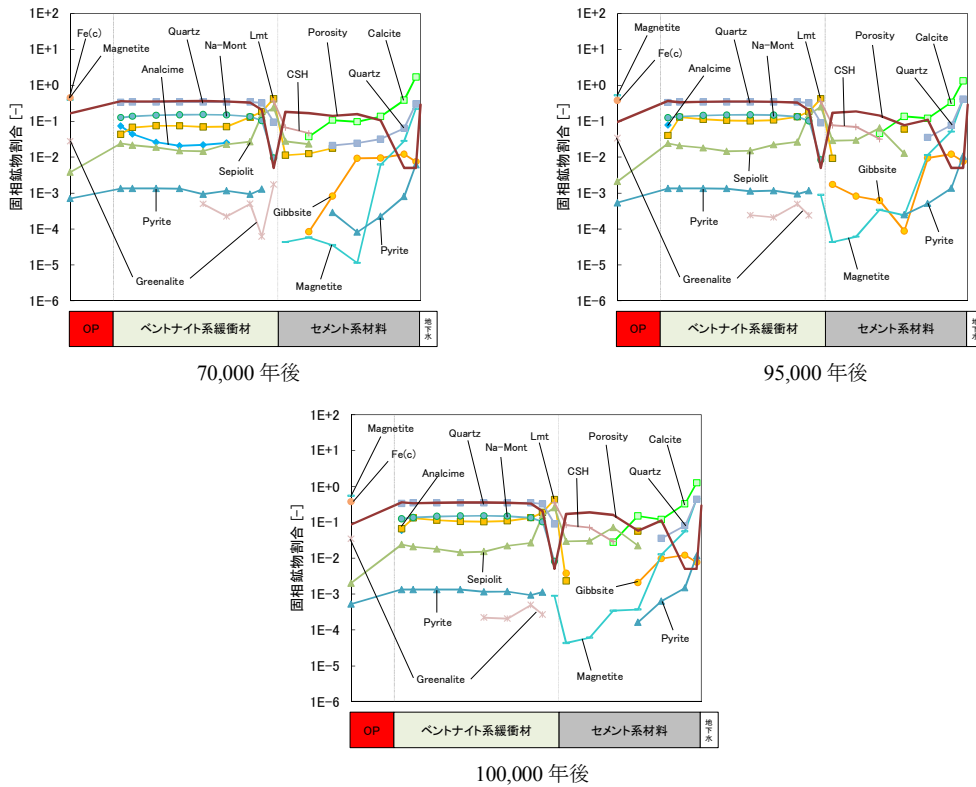 1E+2
1E+1
1E+0
1E-1
1E-2
1E-3
1E-4
1E-5
1E-6
固相鉱物割合 [-]
Fe(c)
Magnetite
Quartz
Na-Mont
Analcime
Lmt
Porosity
Calcite
CSH
Quartz
Sepiolit
Gibbsite
Pyrite
Pyrite
Greenalite
Magnetite
OP
ベントナイト系緩衝材
セメント系材料
地下水
70,000 年後
1E+2
1E+1
1E+0
1E-1
1E-2
1E-3
1E-4
1E-5
1E-6
固相鉱物割合 [-]
Magnetite
Fe(c)
Quartz
Na-Mont
Analcime
Lmt
Porosity
Calcite
CSH
Quartz
Sepiolit
Gibbsite
Pyrite
Pyrite
Greenalite
Magnetite
OP
ベントナイト系緩衝材
セメント系材料
地下水
95,000 年後
1E+2
1E+1
1E+0
1E-1
1E-2
1E-3
1E-4
1E-5
1E-6
固相鉱物割合 [-]
Magnetite
Fe(c)
Quartz
Na-Mont
Analcime
Lmt
Porosity
Calcite
CSH
Quartz
Sepiolit
Gibbsite
Pyrite
Pyrite
Greenalite
Magnetite
OP
ベントナイト系緩衝材
セメント系材料
地下水
100,000 年後